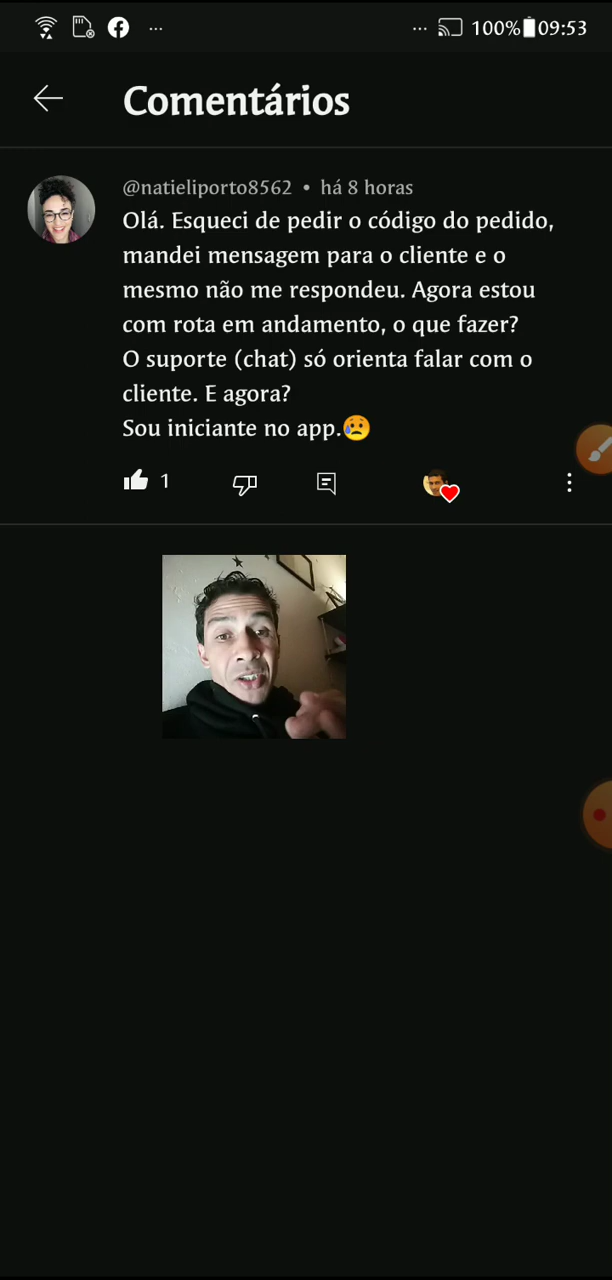 ... ... 100% 09:53
Comentários
@natieliporto8562 • há 8 horas
Olá. Esqueci de pedir o código do pedido,
mandei mensagem para o cliente e o
mesmo não me respondeu. Agora estou
com rota em andamento, o que fazer?
O suporte (chat) só orienta falar com o
cliente. E agora?
Sou iniciante no app.😥
1